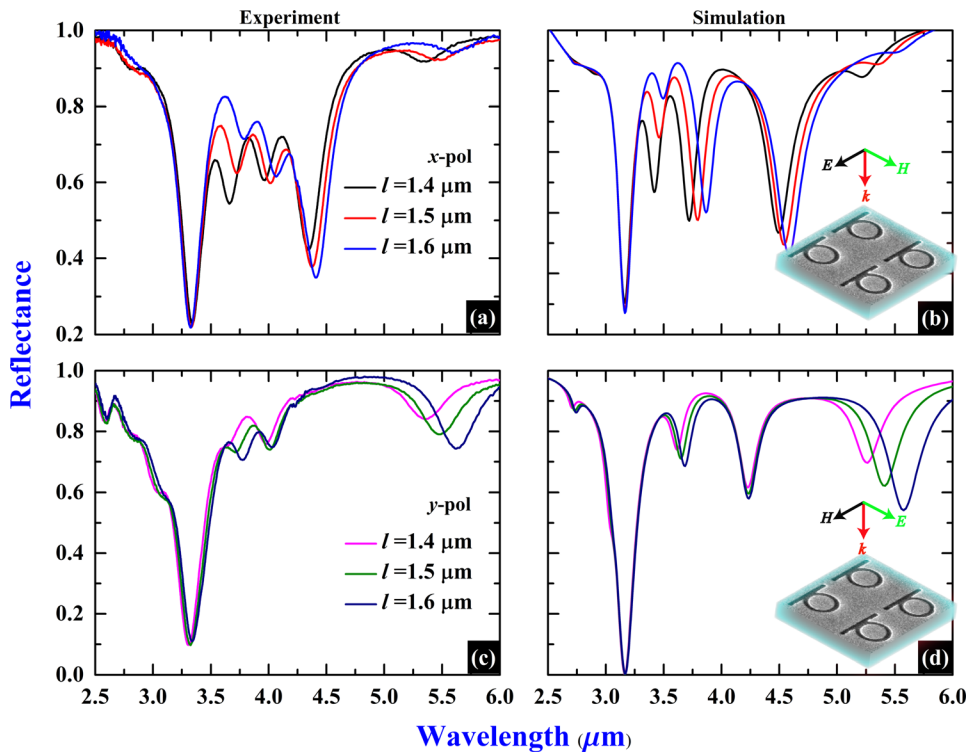 Experiment
Simulation
Reflectance
1.0
0.8
0.6
0.4
0.2
x-pol
l =1.4 μm
l =1.5 μm
l =1.6 μm
(a)
E
H
k
(b)
1.0
0.8
0.6
0.4
0.2
0.0
y-pol
l =1.4 μm
l =1.5 μm
l =1.6 μm
(c)
H
E
k
(d)
2.5 3.0 3.5 4.0 4.5 5.0 5.5 6.0
2.5 3.0 3.5 4.0 4.5 5.0 5.5 6.0
Wavelength (μm)